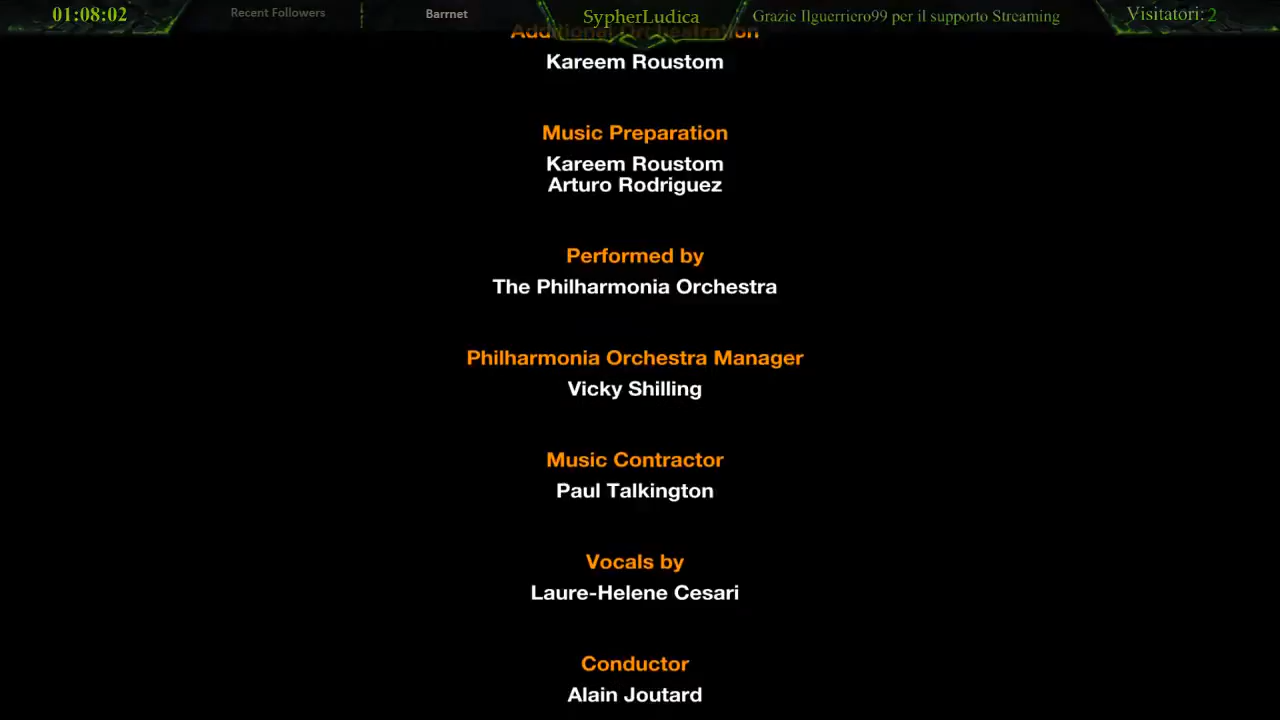 01:08:02
Recent Followers
Barrnet
SypherLudica
Grazie Ilguerriero99 per il supporto Streaming
Visitatori: 2
Additional Orchestration
Kareem Roustom
Music Preparation
Kareem Roustom
Arturo Rodriguez
Performed by
The Philharmonia Orchestra
Philharmonia Orchestra Manager
Vicky Shilling
Music Contractor
Paul Talkington
Vocals by
Laure-Helene Cesari
Conductor
Alain Joutard